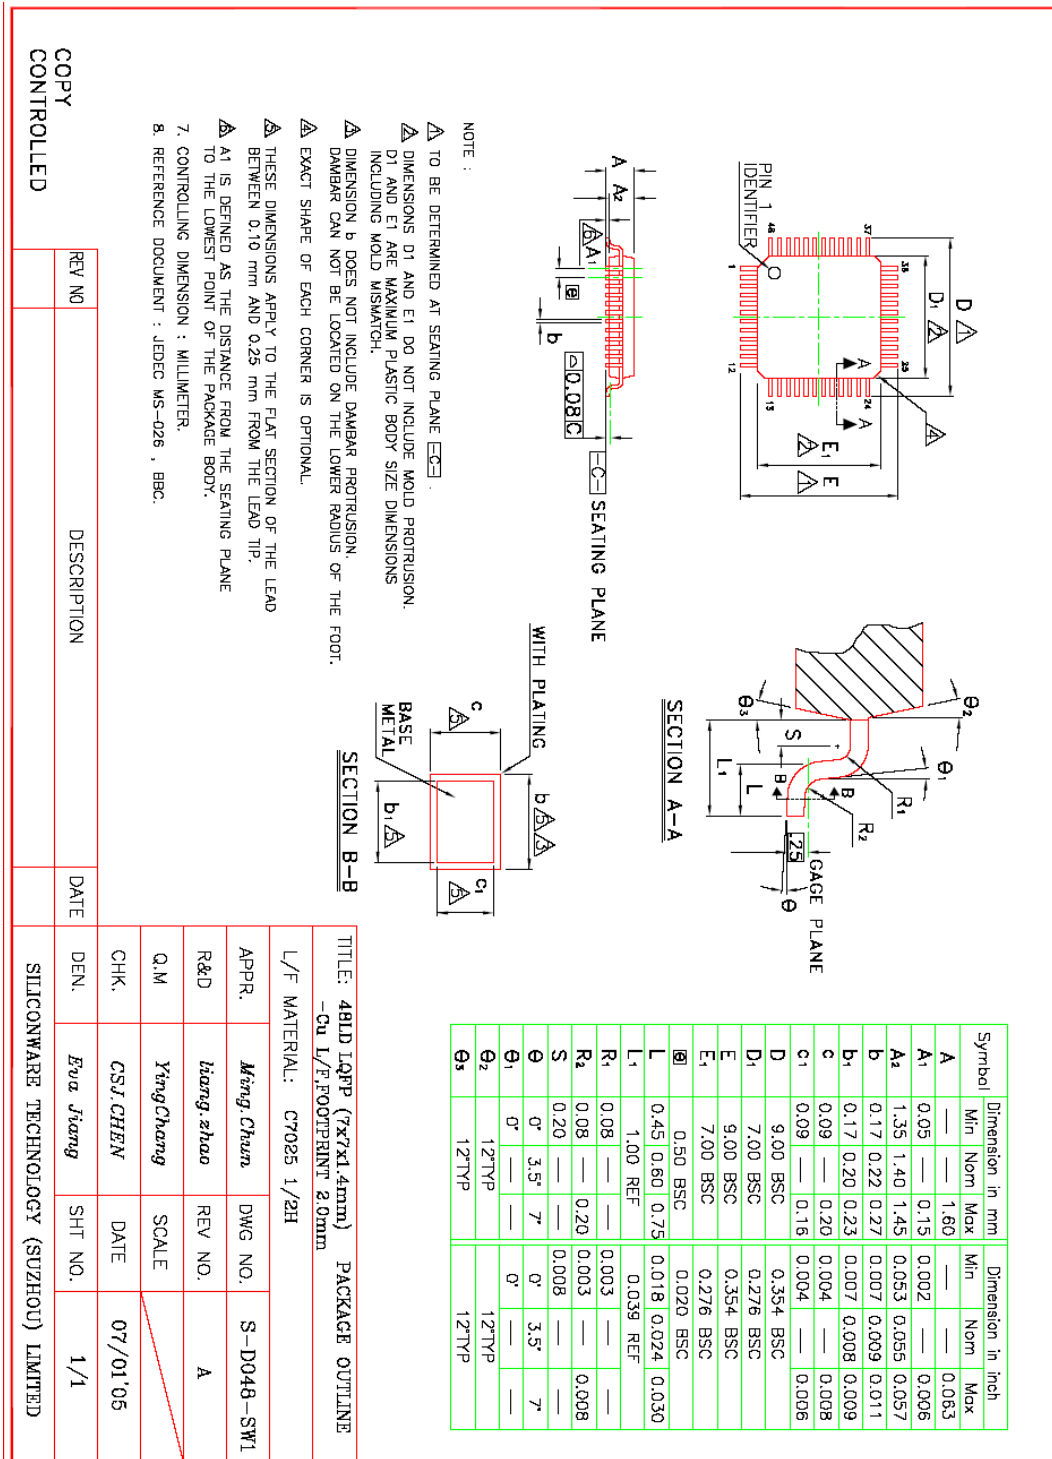 PIN 1
IDENTIFIER
48
37
1
36
12
25
13
24
D 1
D1 2
A
A
4
E1 2
E 1
A
A2
6 A1
e
b
0.08 C
-C- SEATING PLANE
θ2
θ3
S
L1
L
B
B
θ1
R1
R2
.25
GAGE PLANE
θ
SECTION A-A
WITH PLATING
c
5
b 5 3
BASE
METAL
b1 5
c1
5
SECTION B-B
NOTE :
1 TO BE DETERMINED AT SEATING PLANE -C- .
2 DIMENSIONS D1 AND E1 DO NOT INCLUDE MOLD PROTRUSION.
D1 AND E1 ARE MAXIMUM PLASTIC BODY SIZE DIMENSIONS
INCLUDING MOLD MISMATCH.
3 DIMENSION b DOES NOT INCLUDE DAMBAR PROTRUSION.
DAMBAR CAN NOT BE LOCATED ON THE LOWER RADIUS OF THE FOOT.
4 EXACT SHAPE OF EACH CORNER IS OPTIONAL.
5 THESE DIMENSIONS APPLY TO THE FLAT SECTION OF THE LEAD
BETWEEN 0.10 mm AND 0.25 mm FROM THE LEAD TIP.
6 A1 IS DEFINED AS THE DISTANCE FROM THE SEATING PLANE
TO THE LOWEST POINT OF THE PACKAGE BODY.
7. CONTROLLING DIMENSION : MILLIMETER.
8. REFERENCE DOCUMENT : JEDEC MS-026 , BBC.
Symbol Dimension in mm Dimension in inch
Min Nom Max Min Nom Max
A — — 1.60 — — 0.063
A1 0.05 — 0.15 0.002 — 0.006
A2 1.35 1.40 1.45 0.053 0.055 0.057
b 0.17 0.22 0.27 0.007 0.009 0.011
b1 0.17 0.20 0.23 0.007 0.008 0.009
c 0.09 — 0.20 0.004 — 0.008
c1 0.09 — 0.16 0.004 — 0.006
D 9.00 BSC 0.354 BSC
D1 7.00 BSC 0.276 BSC
E 9.00 BSC 0.354 BSC
E1 7.00 BSC 0.276 BSC
e 0.50 BSC 0.020 BSC
L 0.45 0.60 0.75 0.018 0.024 0.030
L1 1.00 REF 0.039 REF
R1 0.08 — — 0.003 — —
R2 0.08 — 0.20 0.003 — 0.008
S 0.20 — — 0.008 — —
θ 0° 3.5° 7° 0° 3.5° 7°
θ1 0° — — 0° — —
θ2 12°TYP 12°TYP
θ3 12°TYP 12°TYP
COPY
CONTROLLED
REV NO DESCRIPTION DATE
TITLE: 48LD LQFP (7x7x1.4mm) PACKAGE OUTLINE
-Cu L/F,FOOTPRINT 2.0mm
L/F MATERIAL: C7025 1/2H
APPR. Ming.Chun DWG NO. S-D048-SW1
R&D liang.zhao REV NO. A
Q.M YingChang SCALE
CHK. CSJ.CHEN DATE 07/01'05
DEN. Eva Jiang SHT NO. 1/1
SILICONWARE TECHNOLOGY (SUZHOU) LIMITED